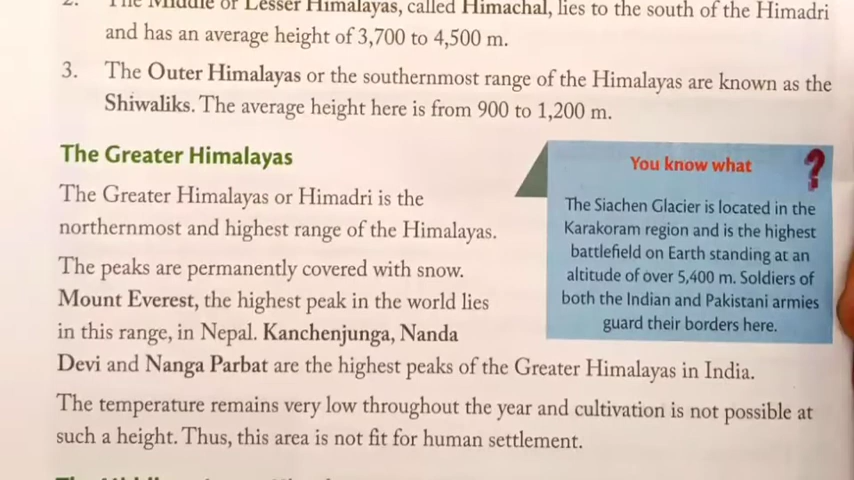 2. The Middle or Lesser Himalayas, called Himachal, lies to the south of the Himadri
and has an average height of 3,700 to 4,500 m.
3. The Outer Himalayas or the southernmost range of the Himalayas are known as the
Shiwaliks. The average height here is from 900 to 1,200 m.
The Greater Himalayas
The Greater Himalayas or Himadri is the
northernmost and highest range of the Himalayas.
The peaks are permanently covered with snow.
Mount Everest, the highest peak in the world lies
in this range, in Nepal. Kanchenjunga, Nanda
Devi and Nanga Parbat are the highest peaks of the Greater Himalayas in India.
The temperature remains very low throughout the year and cultivation is not possible at
such a height. Thus, this area is not fit for human settlement.
You know what ?
The Siachen Glacier is located in the
Karakoram region and is the highest
battlefield on Earth standing at an
altitude of over 5,400 m. Soldiers of
both the Indian and Pakistani armies
guard their borders here.